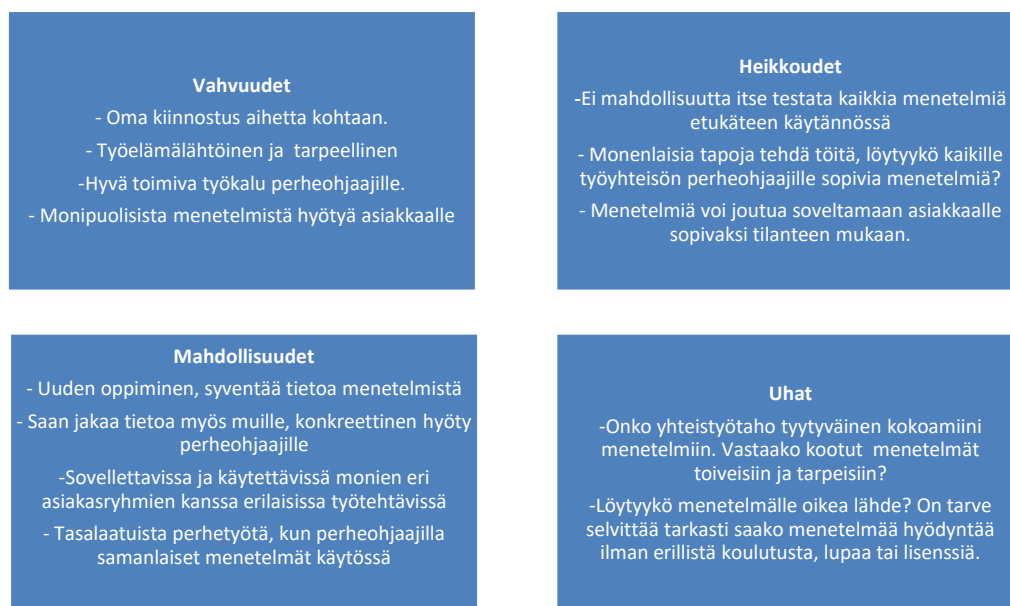 Vahvuudet
- Oma kiinnostus aihetta kohtaan.
- Työelämälähtöinen ja  tarpeellinen
-Hyvä toimiva työkalu perheohjaajille.
- Monipuolisista menetelmistä hyötyä asiakkaalle
Heikkoudet
-Ei mahdollisuutta itse testata kaikkia menetelmiä
etukäteen käytännössä
- Monenlaisia tapoja tehdä töitä, löytyykö kaikille
työyhteisön perheohjaajille sopivia menetelmiä?
- Menetelmiä voi joutua soveltamaan asiakkaalle
sopivaksi tilanteen mukaan.
Mahdollisuudet
- Uuden oppiminen, syventää tietoa menetelmistä
- Saan jakaa tietoa myös muille, konkreettinen hyöty
perheohjaajille
-Sovellettavissa ja käytettävissä monien eri
asiakasryhmien kanssa erilaisissa työtehtävissä
- Tasalaatuista perhetyötä, kun perheohjaajilla
samanlaiset menetelmät käytössä
Uhat
-Onko yhteistyötaho tyytyväinen kokoamiini
menetelmiin. Vastaako kootut  menetelmät
toiveisiin ja tarpeisiin?
-Löytyykö menetelmälle oikea lähde? On tarve
selvittää tarkasti saako menetelmää hyödyntää
ilman erillistä koulutusta, lupaa tai lisenssiä.